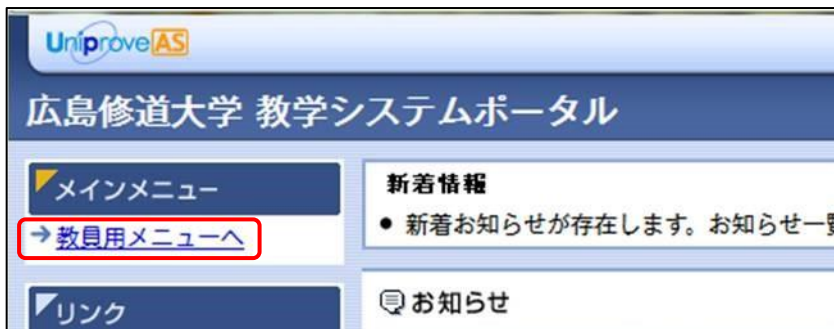 UniproveAS
広島修道大学 教学システムポータル
メインメニュー
教員用メニューへ
リンク
新着情報
● 新着お知らせが存在します。お知らせ一覧
お知らせ